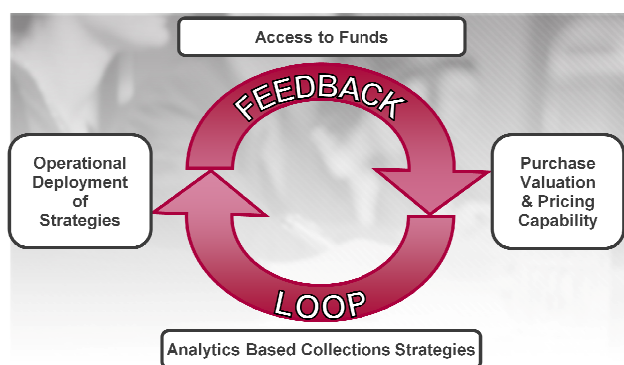 Access to Funds
FEEDBACK
Operational
Deployment
of
Strategies
Purchase
Valuation
& Pricing
Capability
LOOP
Analytics Based Collections Strategies